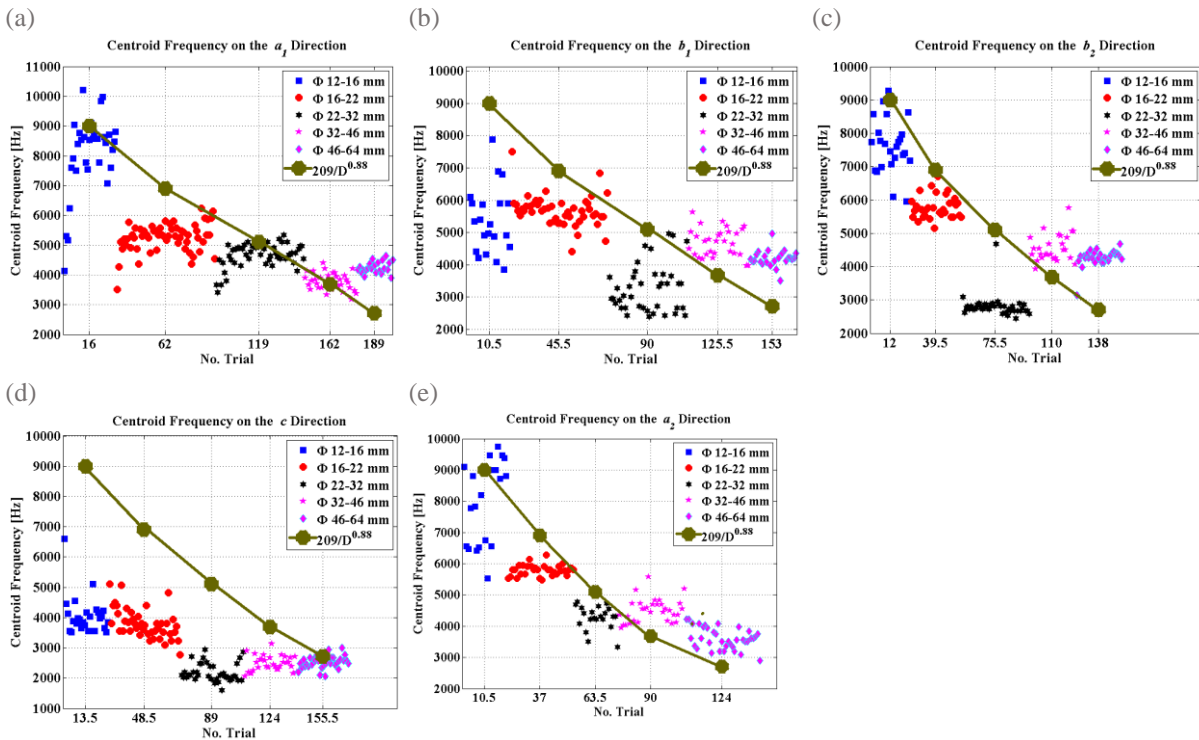 (a)
Centroid Frequency on the a1 Direction
Centroid Frequency [Hz]
11000
10000
9000
8000
7000
6000
5000
4000
3000
2000
16 62 119 162 189
No. Trial
Φ 12-16 mm
Φ 16-22 mm
Φ 22-32 mm
Φ 32-46 mm
Φ 46-64 mm
209/D^0.88
(b)
Centroid Frequency on the b1 Direction
Centroid Frequency [Hz]
10000
9000
8000
7000
6000
5000
4000
3000
2000
10.5 45.5 90 125.5 153
No. Trial
Φ 12-16 mm
Φ 16-22 mm
Φ 22-32 mm
Φ 32-46 mm
Φ 46-64 mm
209/D^0.88
(c)
Centroid Frequency on the b2 Direction
Centroid Frequency [Hz]
10000
9000
8000
7000
6000
5000
4000
3000
2000
12 39.5 75.5 110 138
No. Trial
Φ 12-16 mm
Φ 16-22 mm
Φ 22-32 mm
Φ 32-46 mm
Φ 46-64 mm
209/D^0.88
(d)
Centroid Frequency on the c Direction
Centroid Frequency [Hz]
10000
9000
8000
7000
6000
5000
4000
3000
2000
1000
13.5 48.5 89 124 155.5
No. Trial
Φ 12-16 mm
Φ 16-22 mm
Φ 22-32 mm
Φ 32-46 mm
Φ 46-64 mm
209/D^0.88
(e)
Centroid Frequency on the a2 Direction
Centroid Frequency [Hz]
10000
9000
8000
7000
6000
5000
4000
3000
2000
10.5 37 63.5 90 124
No. Trial
Φ 12-16 mm
Φ 16-22 mm
Φ 22-32 mm
Φ 32-46 mm
Φ 46-64 mm
209/D^0.88